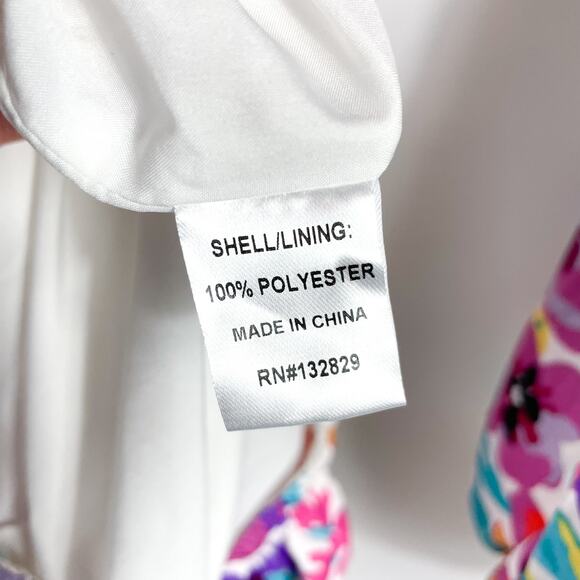 SHELL/LINING:
100% POLYESTER
MADE IN CHINA
RN#132829